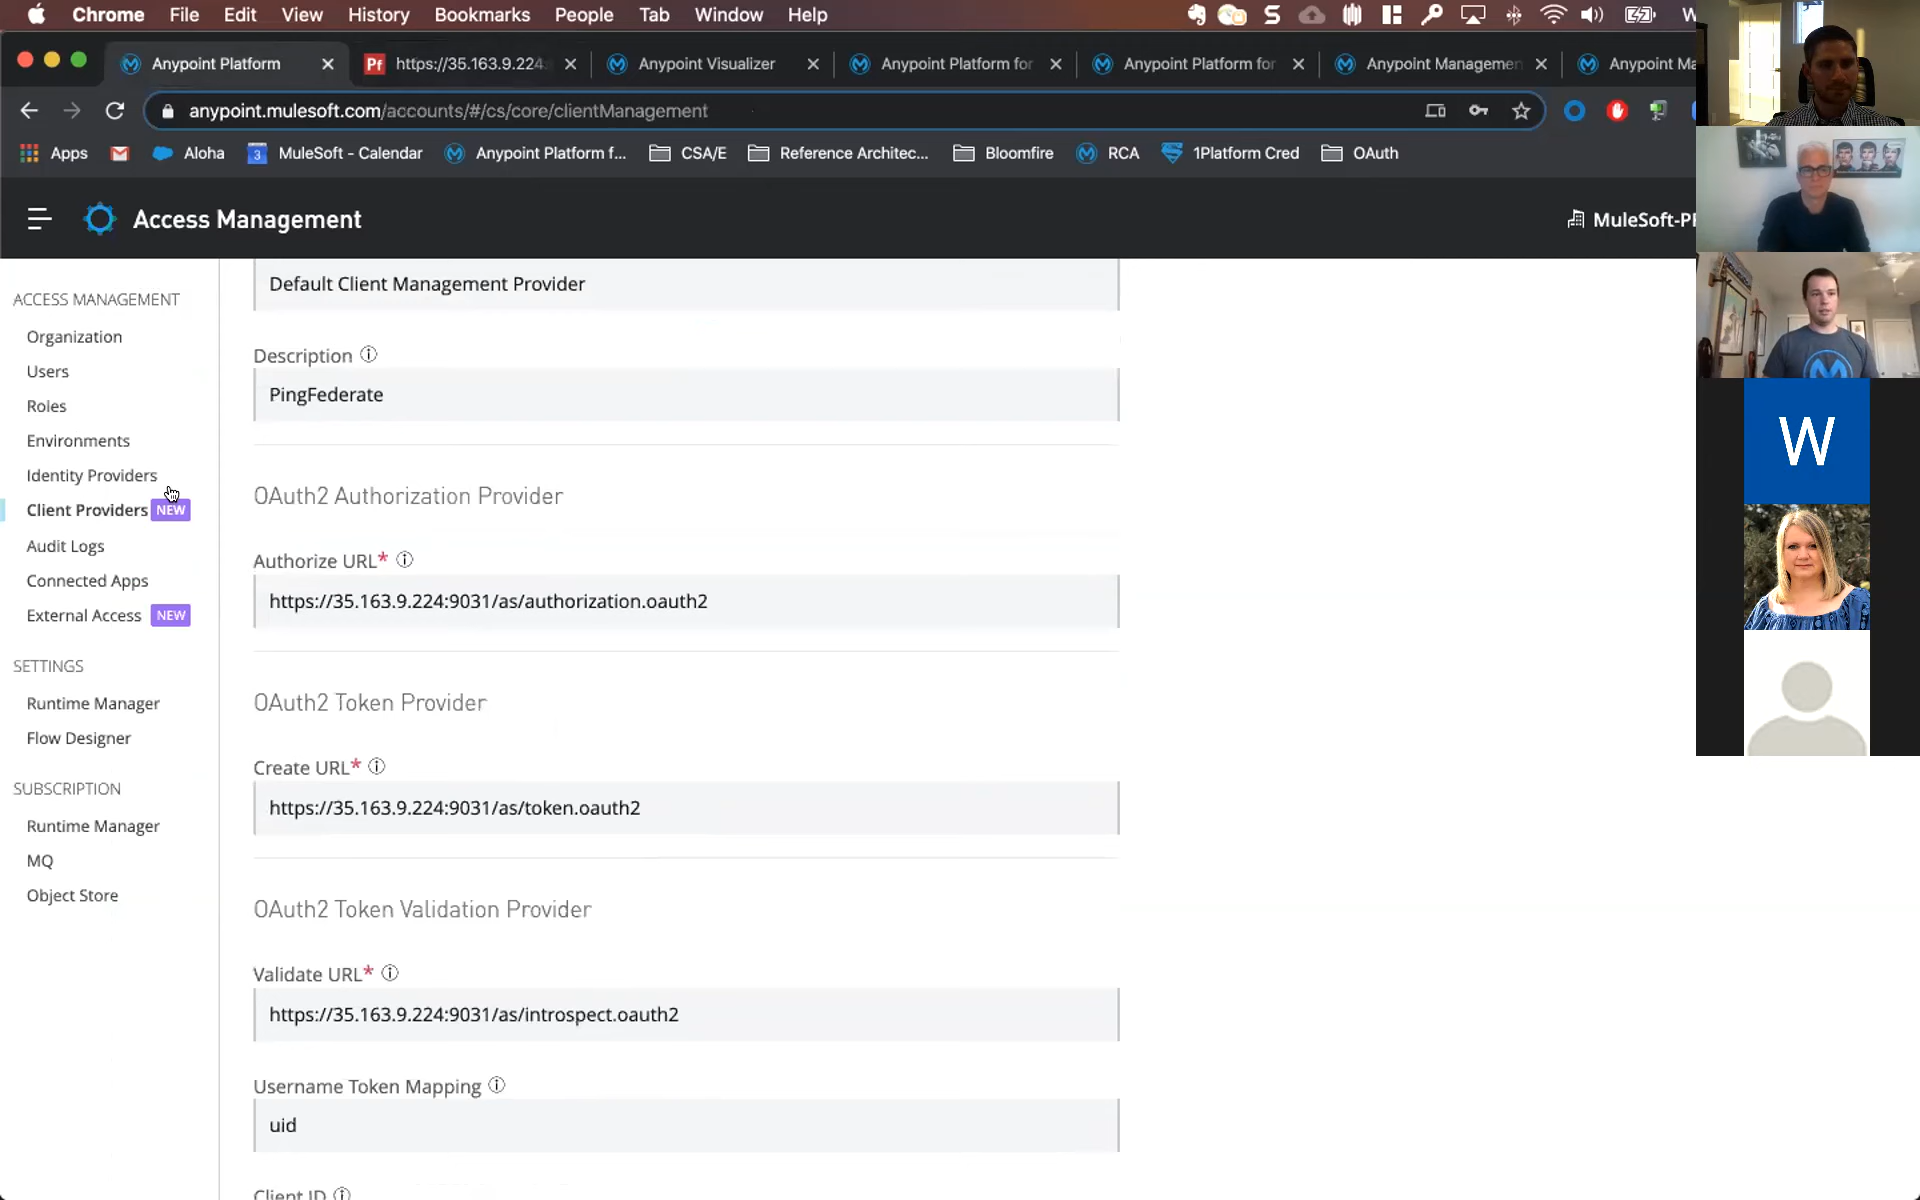 Chrome File Edit View History Bookmarks People Tab Window Help
Anypoint Platform
Pf https://35.163.9.224:
Anypoint Visualizer
Anypoint Platform for
Anypoint Platform for
Anypoint Managemen
Anypoint Ma
anypoint.mulesoft.com/accounts/#/cs/core/clientManagement
Apps Aloha 3 MuleSoft - Calendar Anypoint Platform f... CSA/E Reference Architec... Bloomfire RCA 1Platform Cred OAuth
Access Management
MuleSoft-PF
ACCESS MANAGEMENT
Organization
Users
Roles
Environments
Identity Providers
Client Providers NEW
Audit Logs
Connected Apps
External Access NEW
SETTINGS
Runtime Manager
Flow Designer
SUBSCRIPTION
Runtime Manager
MQ
Object Store
Default Client Management Provider
Description
PingFederate
OAuth2 Authorization Provider
Authorize URL*
https://35.163.9.224:9031/as/authorization.oauth2
OAuth2 Token Provider
Create URL*
https://35.163.9.224:9031/as/token.oauth2
OAuth2 Token Validation Provider
Validate URL*
https://35.163.9.224:9031/as/introspect.oauth2
Username Token Mapping
uid
Client ID
W